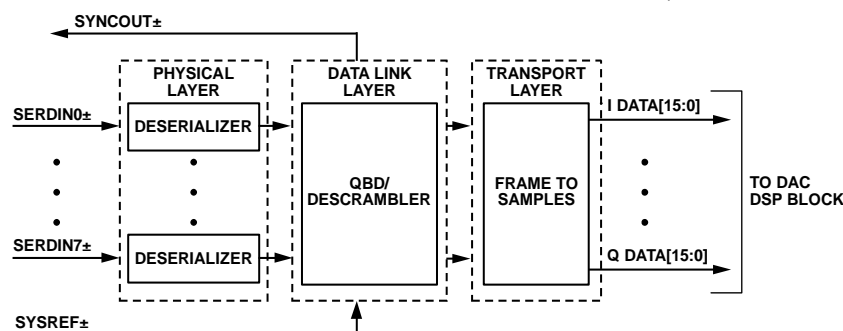 SYNCOUT±
PHYSICAL
LAYER
DATA LINK
LAYER
TRANSPORT
LAYER
SERDIN0±
DESERIALIZER
I DATA[15:0]
QBD/
DESCRAMBLER
FRAME TO
SAMPLES
TO DAC
DSP BLOCK
SERDIN7±
DESERIALIZER
Q DATA[15:0]
SYSREF±